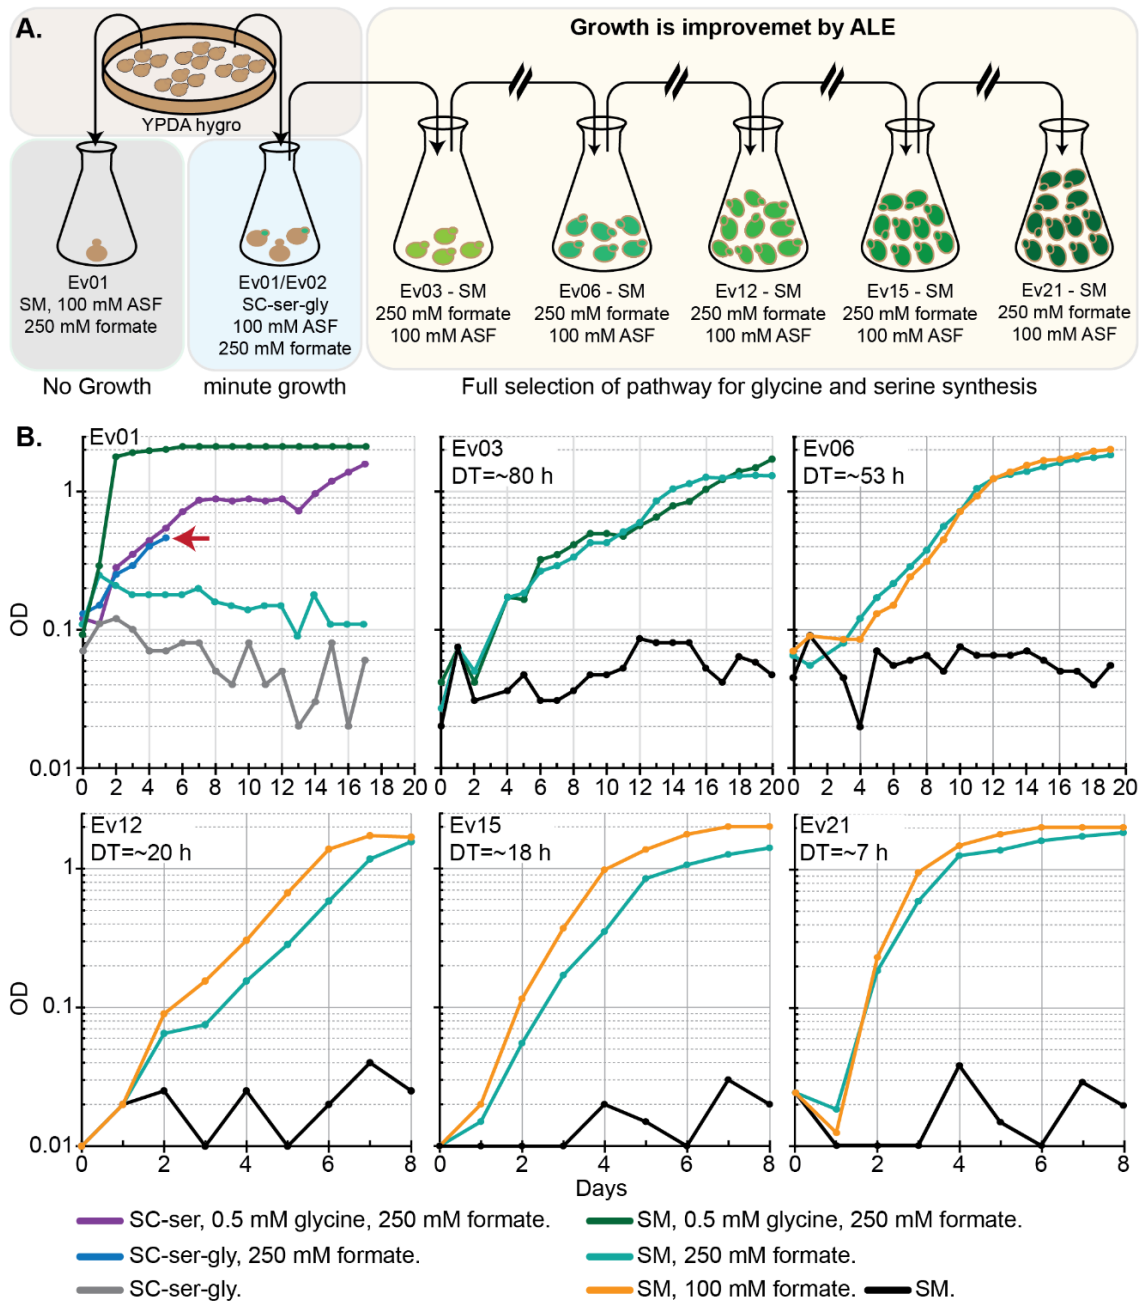 A.
Growth is improvemet by ALE
YPDA hygro
Ev01
SM, 100 mM ASF
250 mM formate
Ev01/Ev02
SC-ser-gly
100 mM ASF
250 mM formate
Ev03 - SM
250 mM formate
100 mM ASF
Ev06 - SM
250 mM formate
100 mM ASF
Ev12 - SM
250 mM formate
100 mM ASF
Ev15 - SM
250 mM formate
100 mM ASF
Ev21 - SM
250 mM formate
100 mM ASF
No Growth
minute growth
Full selection of pathway for glycine and serine synthesis
B.
Ev01
1
0.1
0.01
OD
0 2 4 6 8 10 12 14 16 18 20
Ev03
DT=~80 h
0 2 4 6 8 10 12 14 16 18 20
Ev06
DT=~53 h
0 2 4 6 8 10 12 14 16 18 19 20
Ev12
DT=~20 h
1
0.1
0.01
OD
0 2 4 6 8
Ev15
DT=~18 h
0 2 4 6 8
Ev21
DT=~7 h
0 2 4 6 8
Days
SC-ser, 0.5 mM glycine, 250 mM formate.
SM, 0.5 mM glycine, 250 mM formate.
SC-ser-gly, 250 mM formate.
SM, 250 mM formate.
SC-ser-gly.
SM, 100 mM formate.
SM.